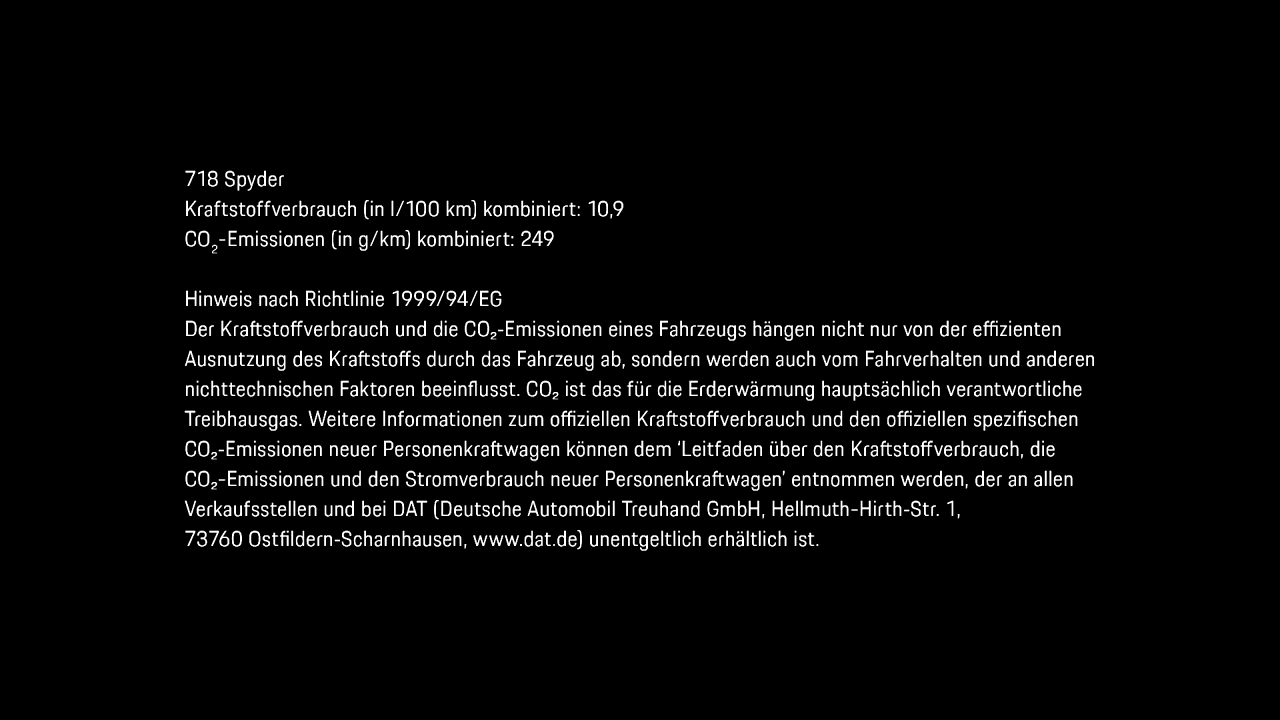 718 Spyder
Kraftstoffverbrauch (in l/100 km) kombiniert: 10,9
CO₂-Emissionen (in g/km) kombiniert: 249
Hinweis nach Richtlinie 1999/94/EG
Der Kraftstoffverbrauch und die CO₂-Emissionen eines Fahrzeugs hängen nicht nur von der effizienten
Ausnutzung des Kraftstoffs durch das Fahrzeug ab, sondern werden auch vom Fahrverhalten und anderen
nichttechnischen Faktoren beeinflusst. CO₂ ist das für die Erderwärmung hauptsächlich verantwortliche
Treibhausgas. Weitere Informationen zum offiziellen Kraftstoffverbrauch und den offiziellen spezifischen
CO₂-Emissionen neuer Personenkraftwagen können dem ‘Leitfaden über den Kraftstoffverbrauch, die
CO₂-Emissionen und den Stromverbrauch neuer Personenkraftwagen’ entnommen werden, der an allen
Verkaufsstellen und bei DAT (Deutsche Automobil Treuhand GmbH, Hellmuth-Hirth-Str. 1,
73760 Ostfildern-Scharnhausen, www.dat.de) unentgeltlich erhältlich ist.